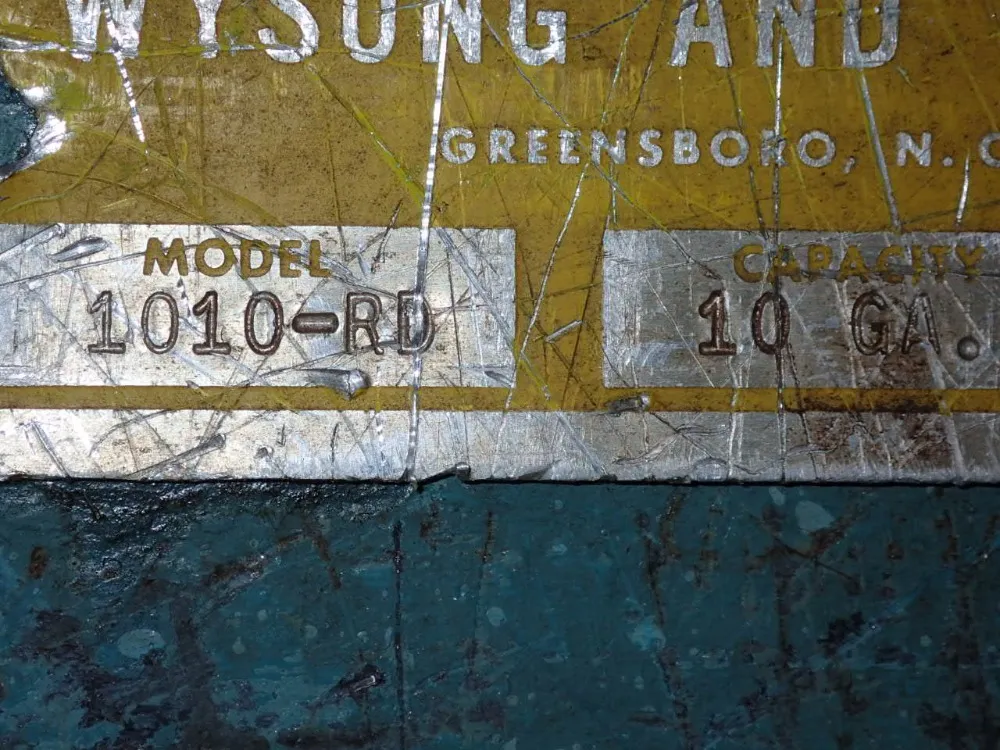 WYSONG AND
GREENSBORO, N. C
MODEL
CAPACITY
1010-RD
10 GA.